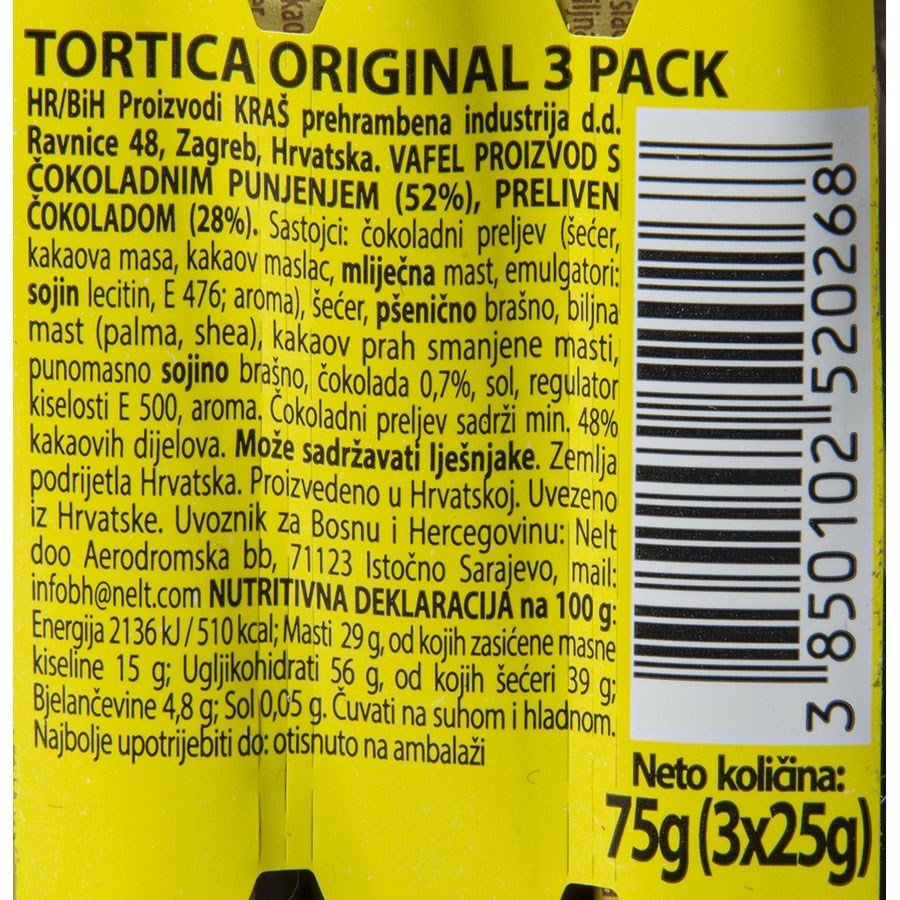 TORTICA ORIGINAL 3 PACK
HR/BiH Proizvodi KRAŠ prehrambena industrija d.d.
Ravnice 48, Zagreb, Hrvatska. VAFEL PROIZVOD S
ČOKOLADNIM PUNJENJEM (52%), PRELIVEN
ČOKOLADOM (28%). Sastojci: čokoladni preljev (šećer,
kakaova masa, kakaov maslac, mliječna mast, emulgatori:
sojin lecitin, E 476; aroma), šećer, pšenično brašno, biljna
mast (palma, shea), kakaov prah smanjene masti,
punomasno sojino brašno, čokolada 0,7%, sol, regulator
kiselosti E 500, aroma. Čokoladni preljev sadrži min. 48%
kakaovih dijelova. Može sadržavati lješnjake. Zemlja
podrijetla Hrvatska. Proizvedeno u Hrvatskoj. Uvezeno
iz Hrvatske. Uvoznik za Bosnu i Hercegovinu: Nelt
doo Aerodromska bb, 71123 Istočno Sarajevo, mail:
infobh@nelt.com NUTRITIVNA DEKLARACIJA na 100 g:
Energija 2136 kJ / 510 kcal; Masti 29 g, od kojih zasićene masne
kiseline 15 g; Ugljikohidrati 56 g, od kojih šećeri 39 g;
Bjelančevine 4,8 g; Sol 0,05 g. Čuvati na suhom i hladnom.
Najbolje upotrijebiti do: otisnuto na ambalaži
3 850102 520268
Neto količina:
75g (3x25g)